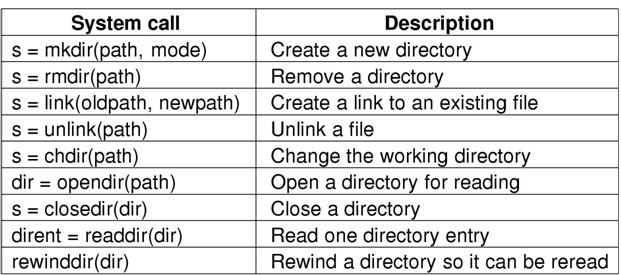 System call Description
s = mkdir(path, mode) Create a new directory
s = rmdir(path) Remove a directory
s = link(oldpath, newpath) Create a link to an existing file
s = unlink(path) Unlink a file
s = chdir(path) Change the working directory
dir = opendir(path) Open a directory for reading
s = closedir(dir) Close a directory
dirent = readdir(dir) Read one directory entry
rewinddir(dir) Rewind a directory so it can be reread